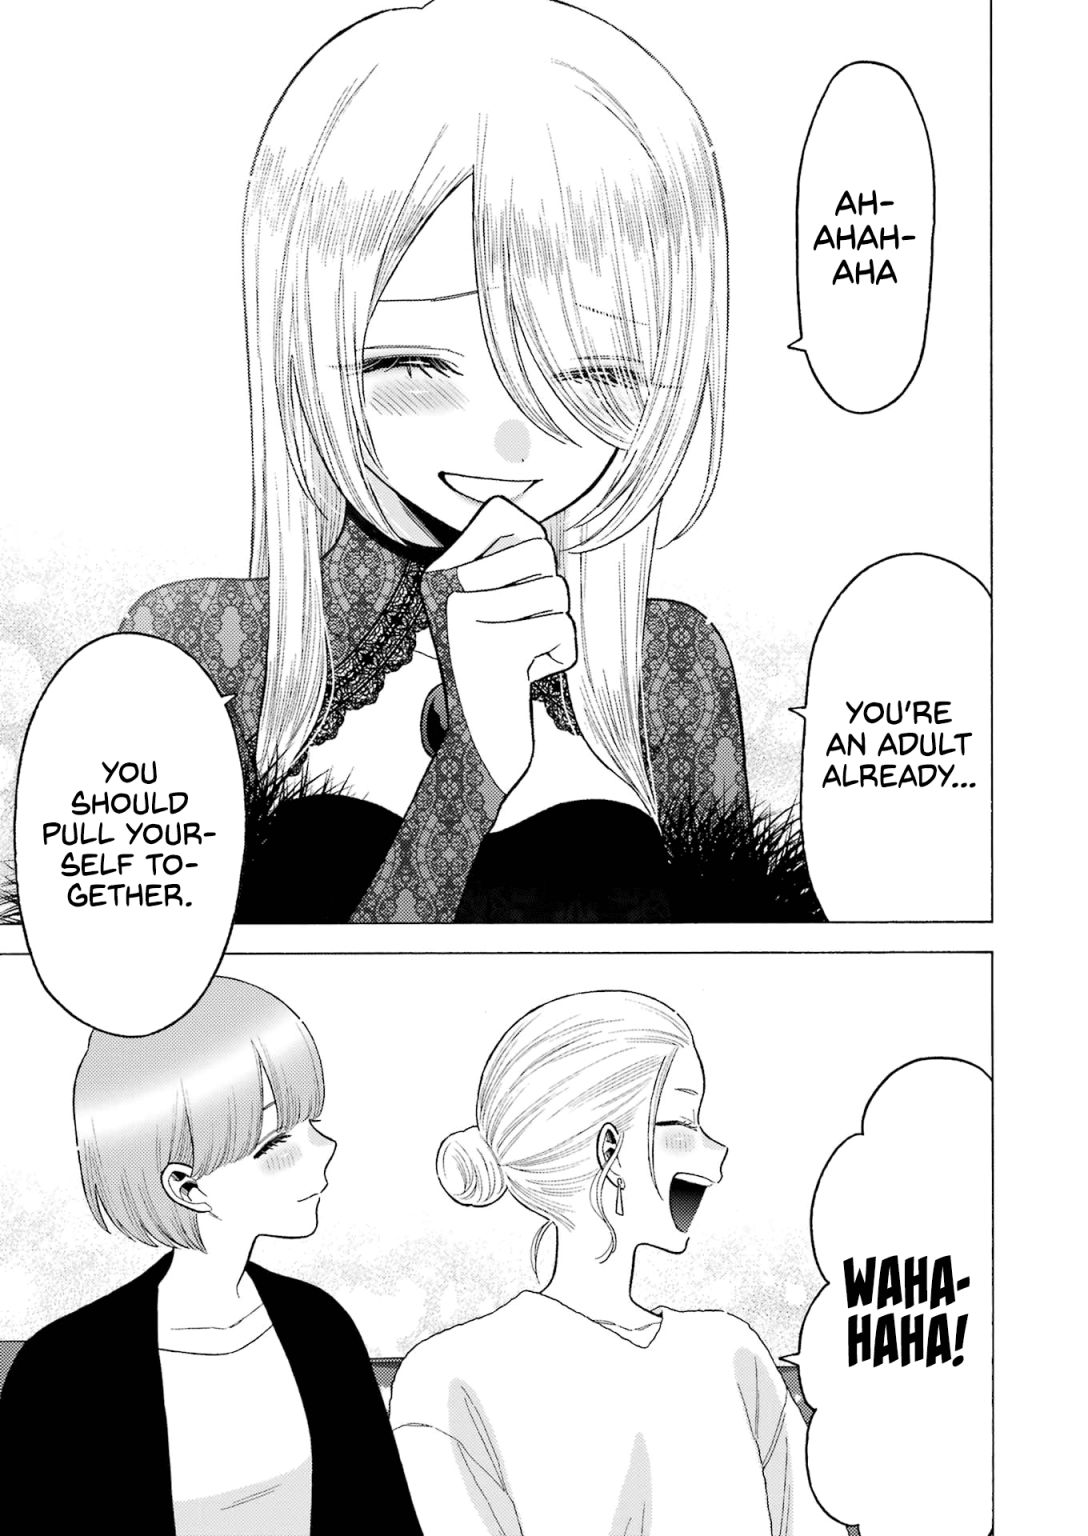 AH-
AHAH-
AHA
YOU'RE
AN ADULT
ALREADY...
YOU
SHOULD
PULL YOUR-
SELF TO-
GETHER.
WAHA-
HAHA!